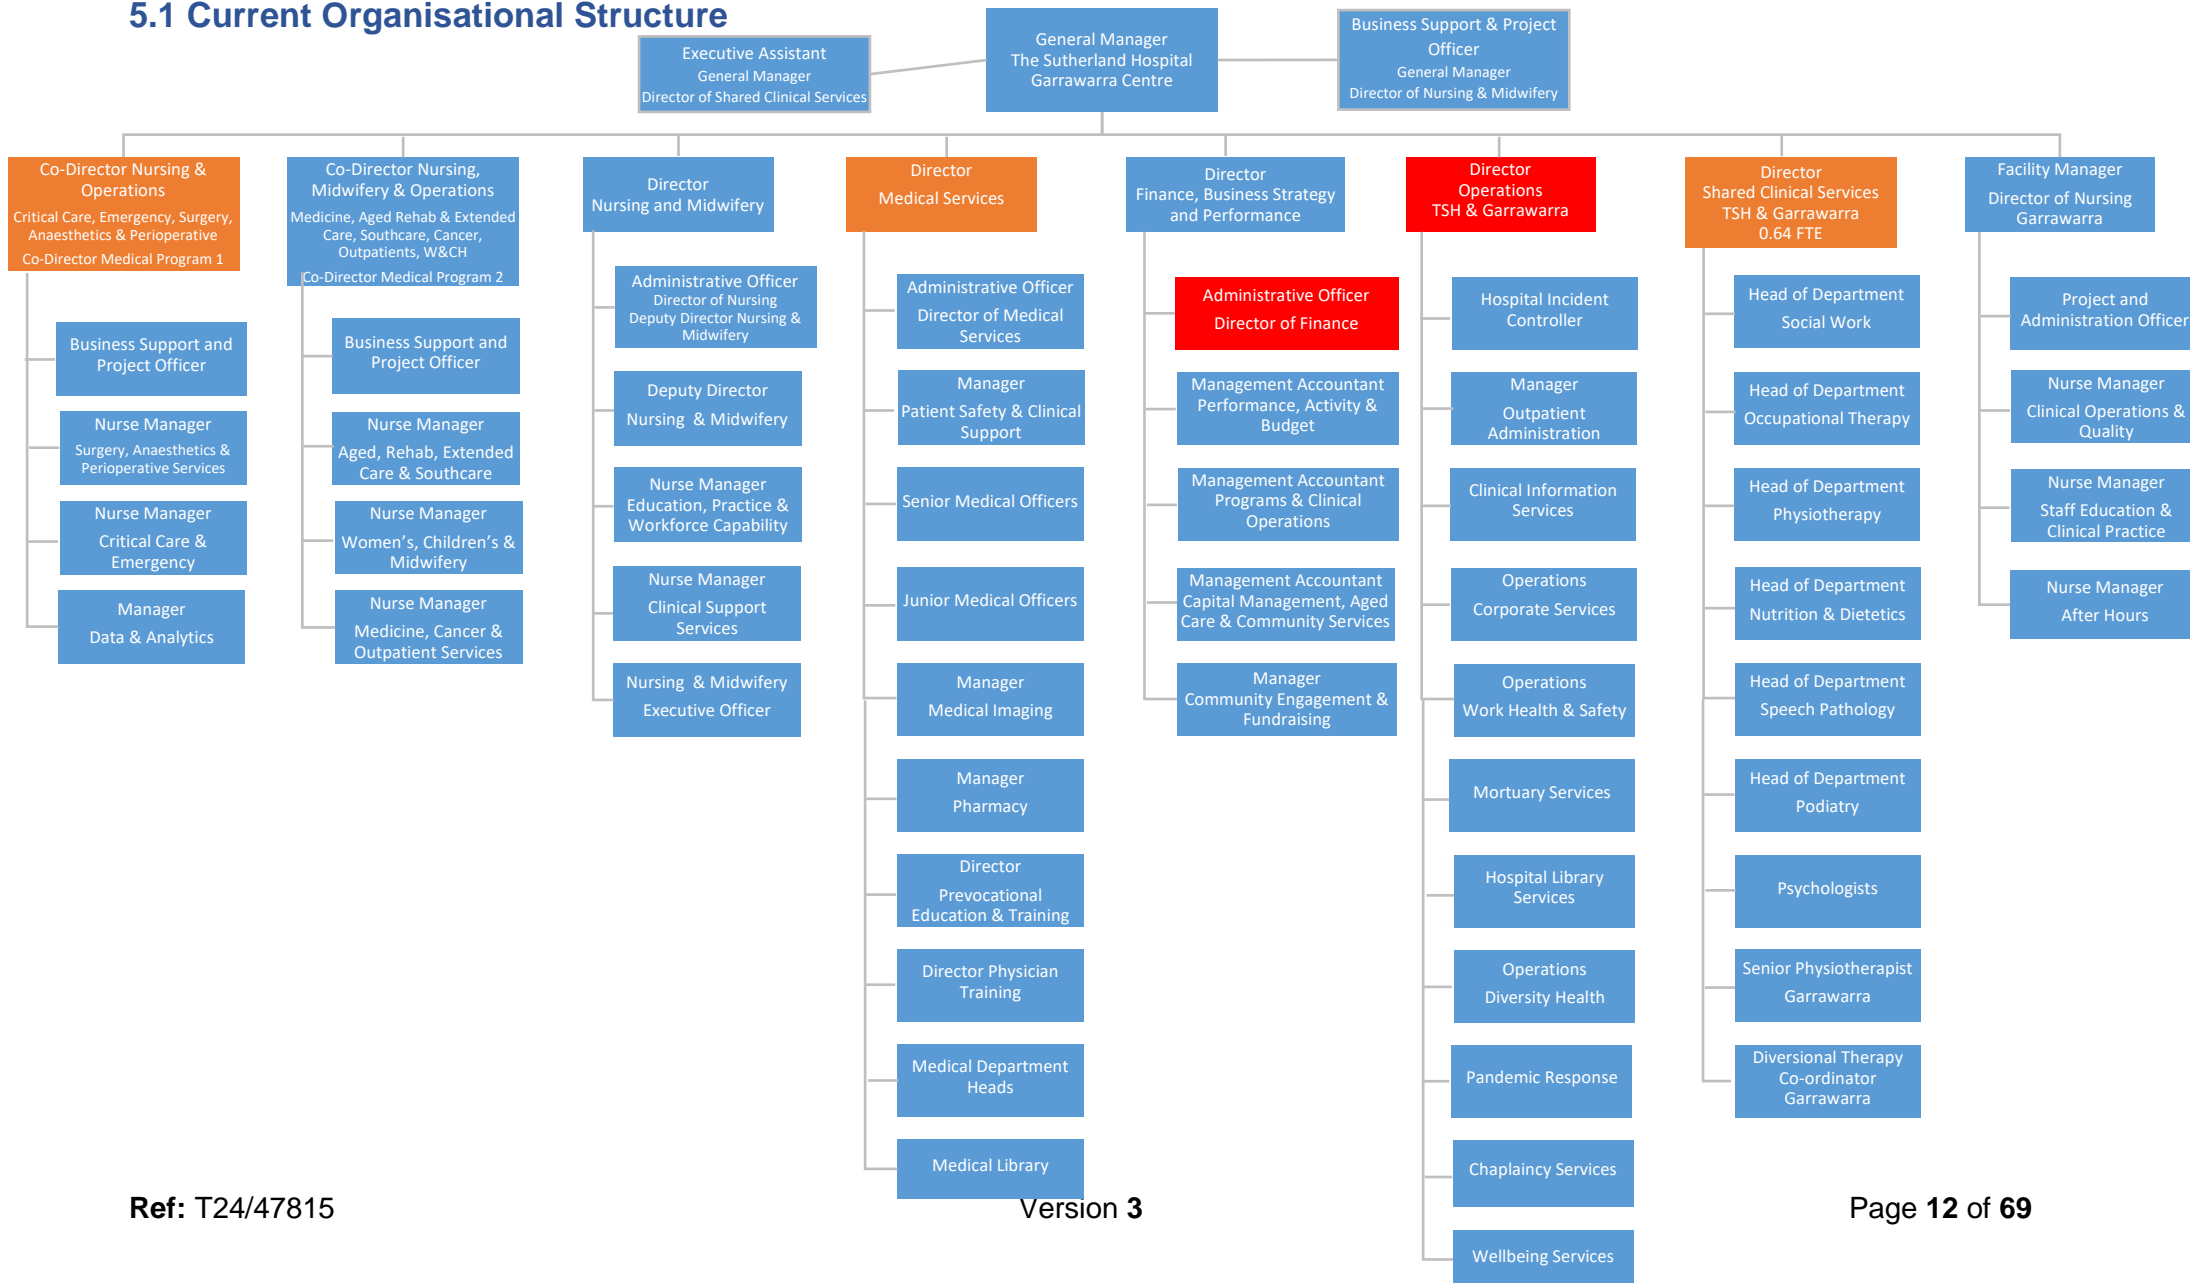 5.1 Current Organisational Structure
Executive Assistant
General Manager
Director of Shared Clinical Services
General Manager
The Sutherland Hospital
Garrawarra Centre
Business Support & Project
Officer
General Manager
Director of Nursing & Midwifery
Co-Director Nursing &
Operations
Critical Care, Emergency, Surgery,
Anaesthetics & Perioperative
Co-Director Medical Program 1
Business Support and
Project Officer
Nurse Manager
Surgery, Anaesthetics &
Perioperative Services
Nurse Manager
Critical Care &
Emergency
Manager
Data & Analytics
Co-Director Nursing,
Midwifery & Operations
Medicine, Aged Rehab & Extended
Care, Southcare, Cancer,
Outpatients, W&CH
Co-Director Medical Program 2
Business Support and
Project Officer
Nurse Manager
Aged, Rehab, Extended
Care & Southcare
Nurse Manager
Women's, Children's &
Midwifery
Nurse Manager
Medicine, Cancer &
Outpatient Services
Director
Nursing and Midwifery
Administrative Officer
Director of Nursing
Deputy Director Nursing &
Midwifery
Deputy Director
Nursing & Midwifery
Nurse Manager
Education, Practice &
Workforce Capability
Nurse Manager
Clinical Support
Services
Nursing & Midwifery
Executive Officer
Director
Medical Services
Administrative Officer
Director of Medical
Services
Manager
Patient Safety & Clinical
Support
Senior Medical Officers
Junior Medical Officers
Manager
Medical Imaging
Manager
Pharmacy
Director
Prevocational
Education & Training
Director Physician
Training
Medical Department
Heads
Medical Library
Director
Finance, Business Strategy
and Performance
Administrative Officer
Director of Finance
Management Accountant
Performance, Activity &
Budget
Management Accountant
Programs & Clinical
Operations
Management Accountant
Capital Management, Aged
Care & Community Services
Manager
Community Engagement &
Fundraising
Director
Operations
TSH & Garrawarra
Hospital Incident
Controller
Manager
Outpatient
Administration
Clinical Information
Services
Operations
Corporate Services
Operations
Work Health & Safety
Mortuary Services
Hospital Library
Services
Operations
Diversity Health
Pandemic Response
Chaplaincy Services
Wellbeing Services
Director
Shared Clinical Services
TSH & Garrawarra
0.64 FTE
Head of Department
Social Work
Head of Department
Occupational Therapy
Head of Department
Physiotherapy
Head of Department
Nutrition & Dietetics
Head of Department
Speech Pathology
Head of Department
Podiatry
Psychologists
Senior Physiotherapist
Garrawarra
Diversional Therapy
Co-ordinator
Garrawarra
Facility Manager
Director of Nursing
Garrawarra
Project and
Administration Officer
Nurse Manager
Clinical Operations &
Quality
Nurse Manager
Staff Education &
Clinical Practice
Nurse Manager
After Hours
Ref: T24/47815
Version 3
Page 12 of 69